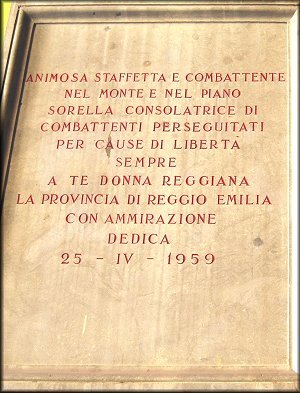 ANIMOSA STAFFETTA E COMBATTENTE
NEL MONTE E NEL PIANO
SORELLA CONSOLATRICE DI
COMBATTENTI PERSEGUITATI
PER CAUSE DI LIBERTA
SEMPRE
A TE DONNA REGGIANA
LA PROVINCIA DI REGGIO EMILIA
CON AMMIRAZIONE
DEDICA
25 - IV - 1959